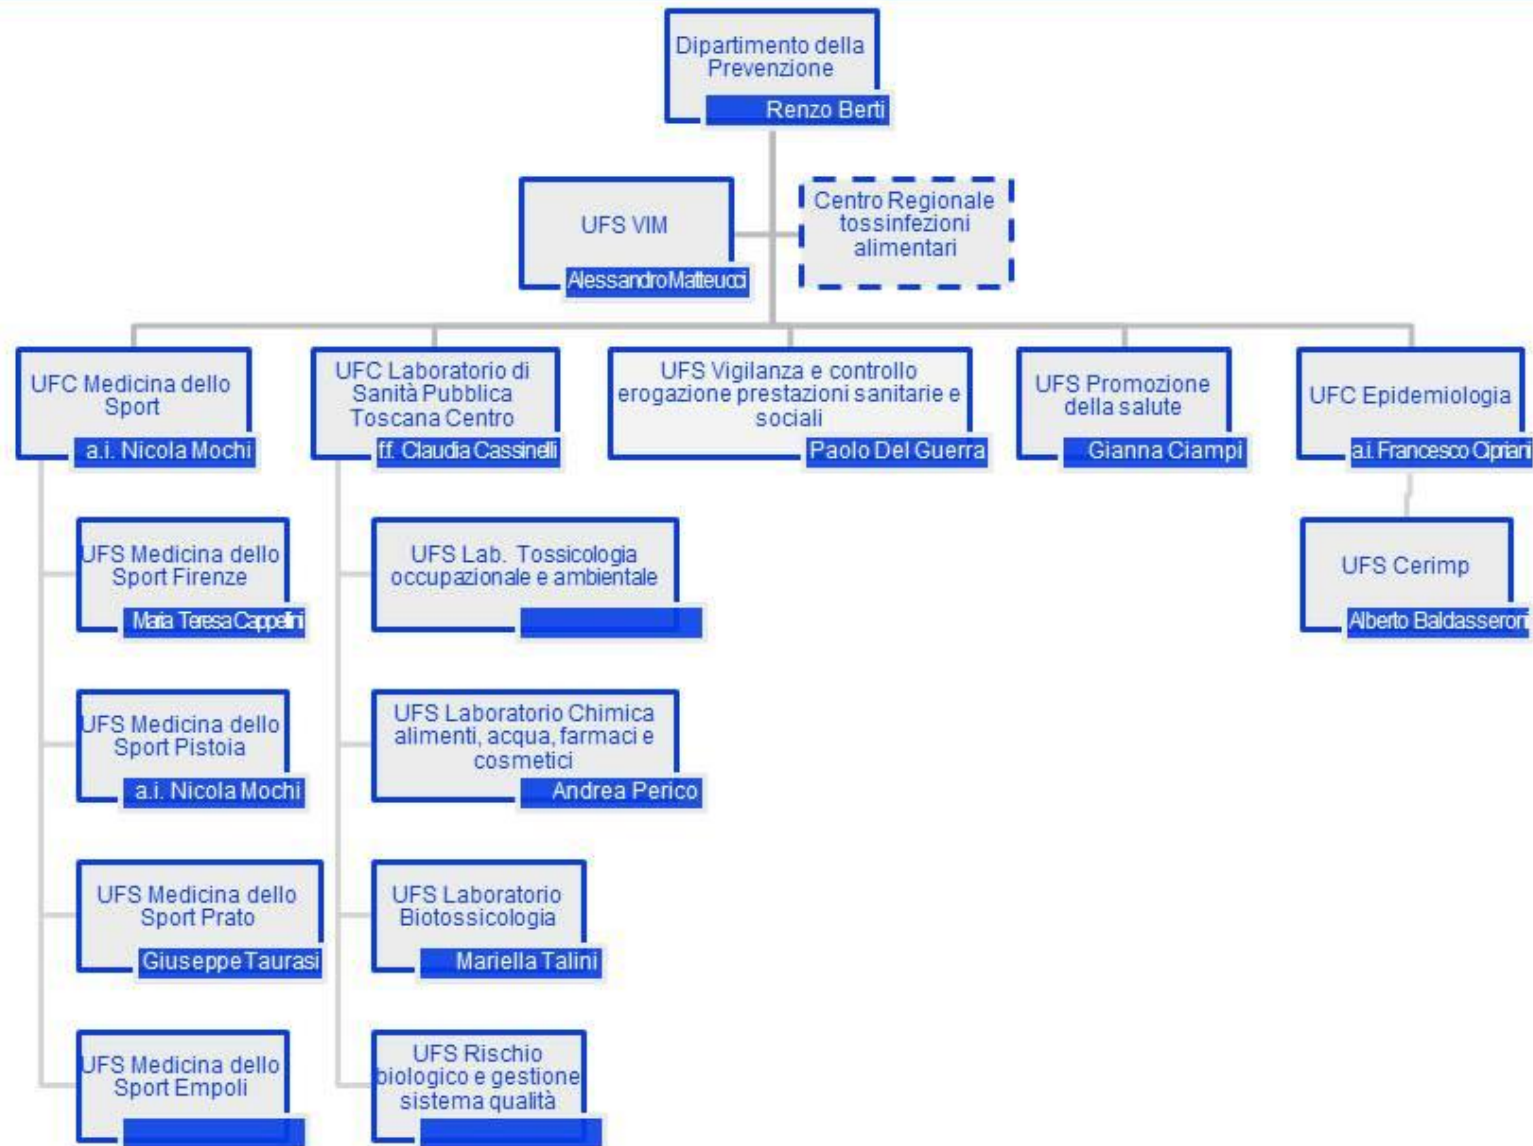 Dipartimento della
Prevenzione
Renzo Berti
UFS VIM
Alessandro Matteucci
Centro Regionale
tossinfezioni
alimentari
UFC Medicina dello
Sport
a.i. Nicola Mochi
UFC Laboratorio di
Sanità Pubblica
Toscana Centro
f.f. Claudia Cassinelli
UFS Vigilanza e controllo
erogazione prestazioni sanitarie e
sociali
Paolo Del Guerra
UFS Promozione
della salute
Gianna Ciampi
UFC Epidemiologia
a.i. Francesco Cipriani
UFS Medicina dello
Sport Firenze
Maria Teresa Cappellini
UFS Lab. Tossicologia
occupazionale e ambientale
UFS Cerimp
Alberto Baldasseroni
UFS Medicina dello
Sport Pistoia
a.i. Nicola Mochi
UFS Laboratorio Chimica
alimenti, acqua, farmaci e
cosmetici
Andrea Perico
UFS Medicina dello
Sport Prato
Giuseppe Taurasi
UFS Laboratorio
Biotossicologia
Mariella Talini
UFS Medicina dello
Sport Empoli
UFS Rischio
biologico e gestione
sistema qualità